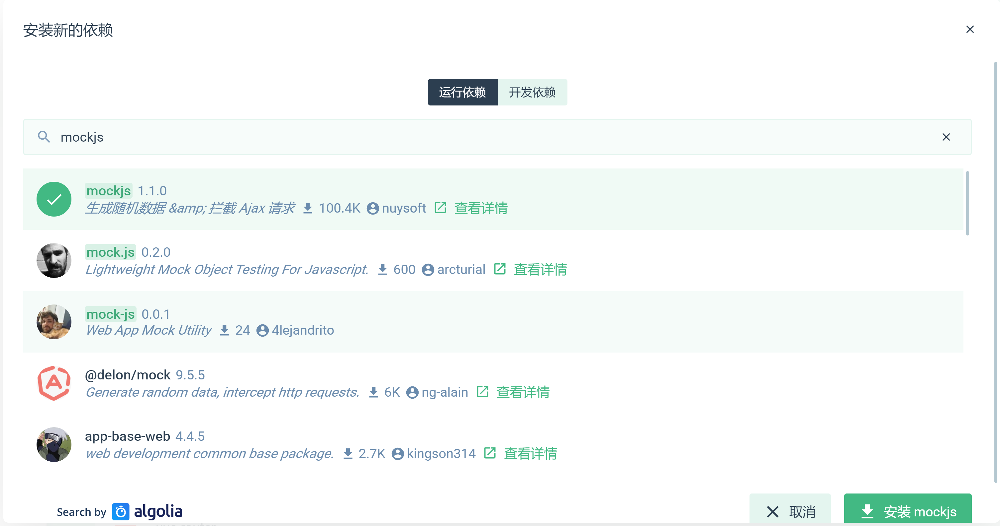 安装新的依赖
运行依赖 开发依赖
mockjs
mockjs 1.1.0
生成随机数据 &amp; 拦截 Ajax 请求 100.4K nuysoft 查看详情
mock.js 0.2.0
Lightweight Mock Object Testing For Javascript. 600 arcturial 查看详情
mock-js 0.0.1
Web App Mock Utility 24 4lejandrito
@delon/mock 9.5.5
Generate random data, intercept http requests. 6K ng-alain 查看详情
app-base-web 4.4.5
web development common base package. 2.7K kingson314 查看详情
Search by algolia 取消 安装 mockjs